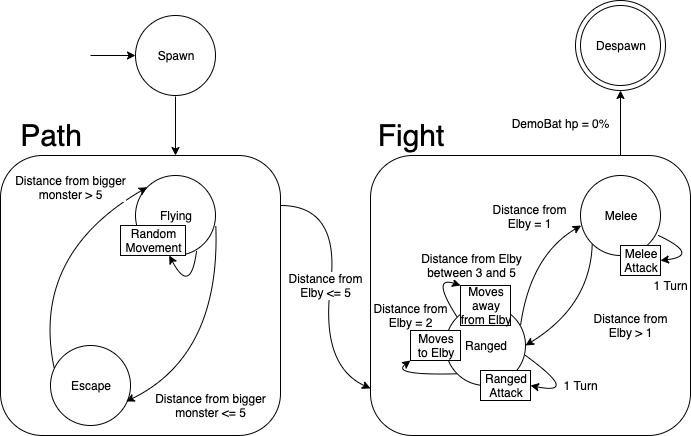 Spawn
Despawn
DemoBat hp = 0%
Path
Fight
Distance from bigger
monster > 5
Flying
Random
Movement
Escape
Distance from bigger
monster <= 5
Distance from
Elby <= 5
Distance from
Elby = 1
Melee
Melee
Attack
1 Turn
Distance from Elby
between 3 and 5
Moves
away
from Elby
Distance from
Elby = 2
Moves
to Elby
Ranged
Distance from
Elby > 1
Ranged
Attack
1 Turn